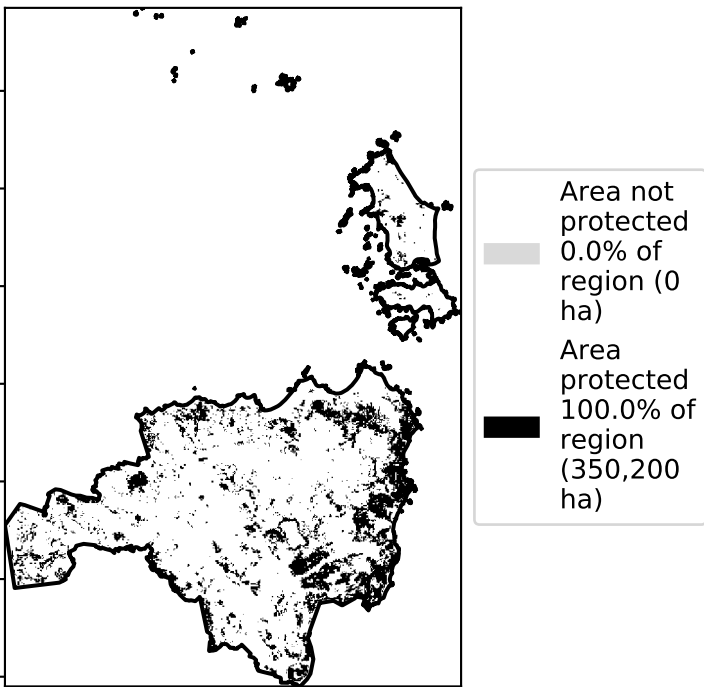 Area not
protected
0.0% of
region (0
ha)
Area
protected
100.0% of
region
(350,200
ha)